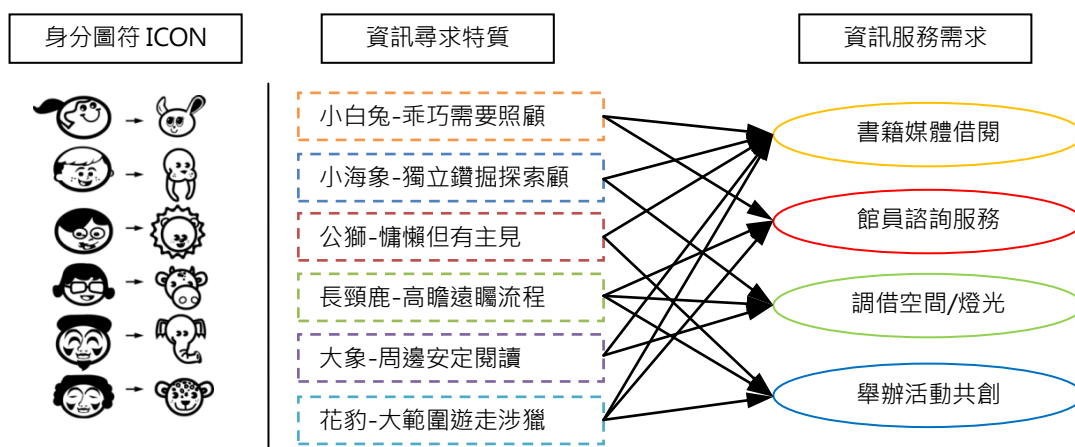 身分圖符 ICON
資訊尋求特質
資訊服務需求
小白兔-乖巧需要照顧
小海象-獨立鑽掘探索顧
公獅-慵懶但有主見
長頸鹿-高瞻遠矚流程
大象-周邊安定閱讀
花豹-大範圍遊走涉獵
書籍媒體借閱
館員諮詢服務
調借空間/燈光
舉辦活動共創